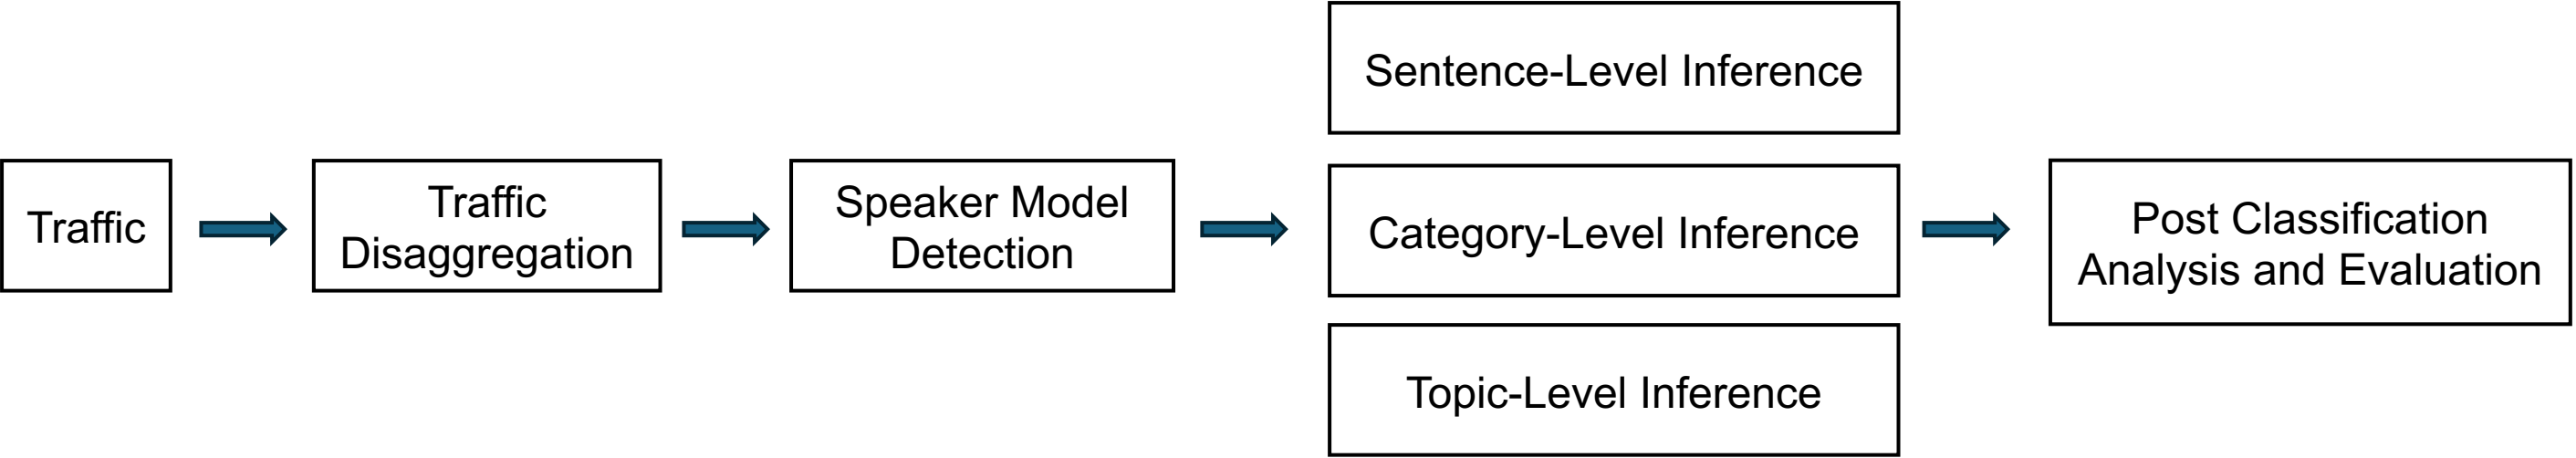 Traffic
Traffic
Disaggregation
Speaker Model
Detection
Sentence-Level Inference
Category-Level Inference
Topic-Level Inference
Post Classification
Analysis and Evaluation